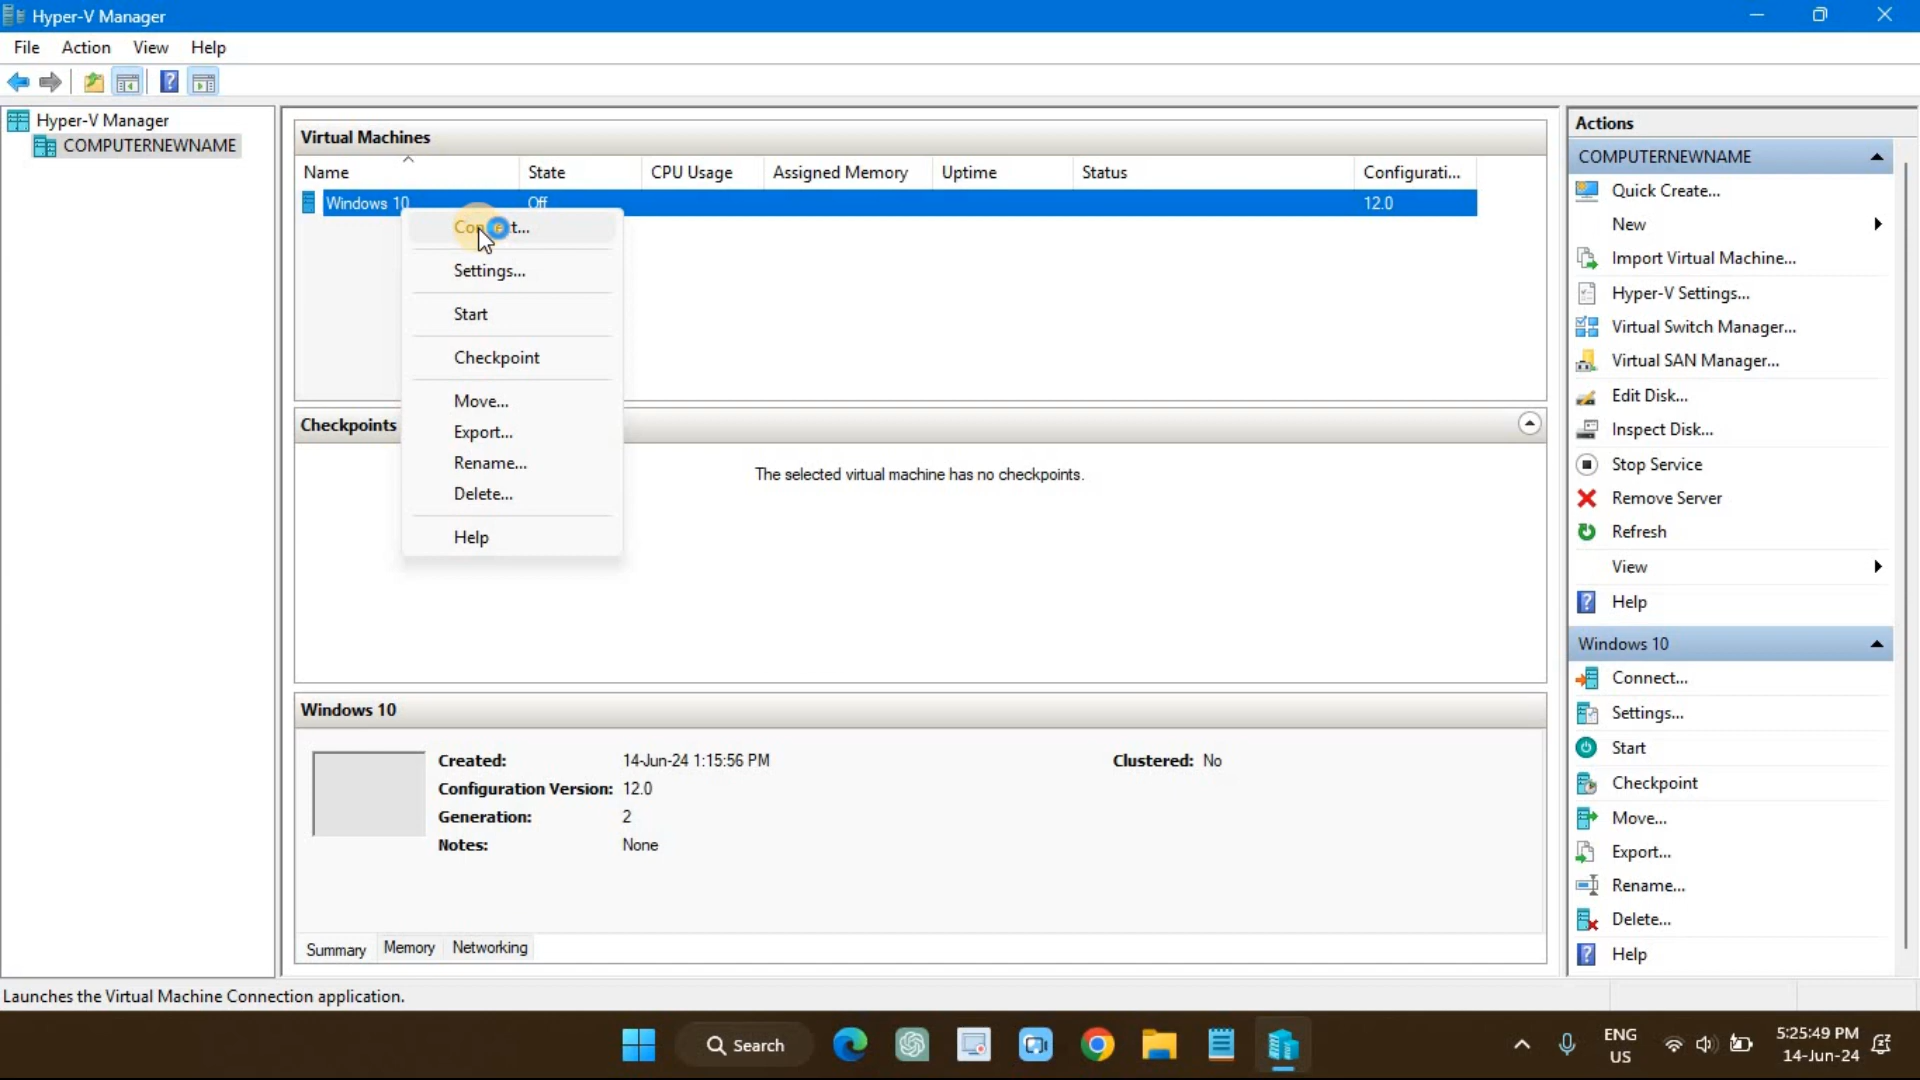 Hyper-V Manager
File Action View Help
Hyper-V Manager
COMPUTERNEWNAME
Virtual Machines
Name State CPU Usage Assigned Memory Uptime Status Configurati...
Windows 10 Off 12.0
Settings...
Start
Checkpoint
Move...
Export...
Rename...
Delete...
Help
Checkpoints
The selected virtual machine has no checkpoints.
Windows 10
Created: 14-Jun-24 1:15:56 PM Clustered: No
Configuration Version: 12.0
Generation: 2
Notes: None
Summary Memory Networking
Actions
COMPUTERNEWNAME
Quick Create...
New
Import Virtual Machine...
Hyper-V Settings...
Virtual Switch Manager...
Virtual SAN Manager...
Edit Disk...
Inspect Disk...
Stop Service
Remove Server
Refresh
View
Help
Windows 10
Connect...
Settings...
Start
Checkpoint
Move...
Export...
Rename...
Delete...
Help
Launches the Virtual Machine Connection application.
Search
ENG
US
5:25:49 PM
14-Jun-24